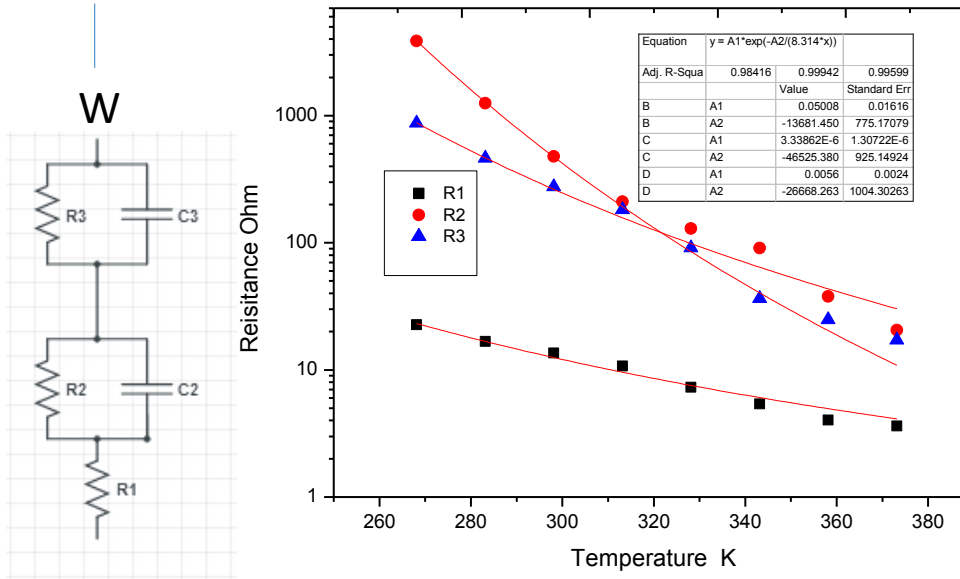 W
R3
C3
R2
C2
R1
Reisitance Ohm
1000
100
10
1
260
280
300
320
340
360
380
Temperature K
R1
R2
R3
Equation y = A1*exp(-A2/(8.314*x))
Adj. R-Squa 0.98416 0.99942 0.99599
Value Standard Err
B A1 0.05008 0.01616
B A2 -13681.450 775.17079
C A1 3.33862E-6 1.30722E-6
C A2 -46525.380 925.14924
D A1 0.0056 0.0024
D A2 -26668.263 1004.30263